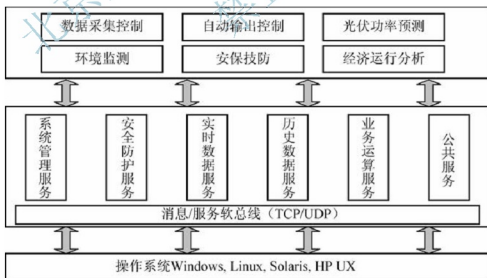 数据采集控制 自动输出控制 光伏功率预测
环境监测 安保技防 经济运行分析
系统管理服务
安全防护服务
实时数据服务
历史数据服务
业务运算服务
公共服务
消息/服务软总线（TCP/UDP）
操作系统Windows, Linux, Solaris, HP UX